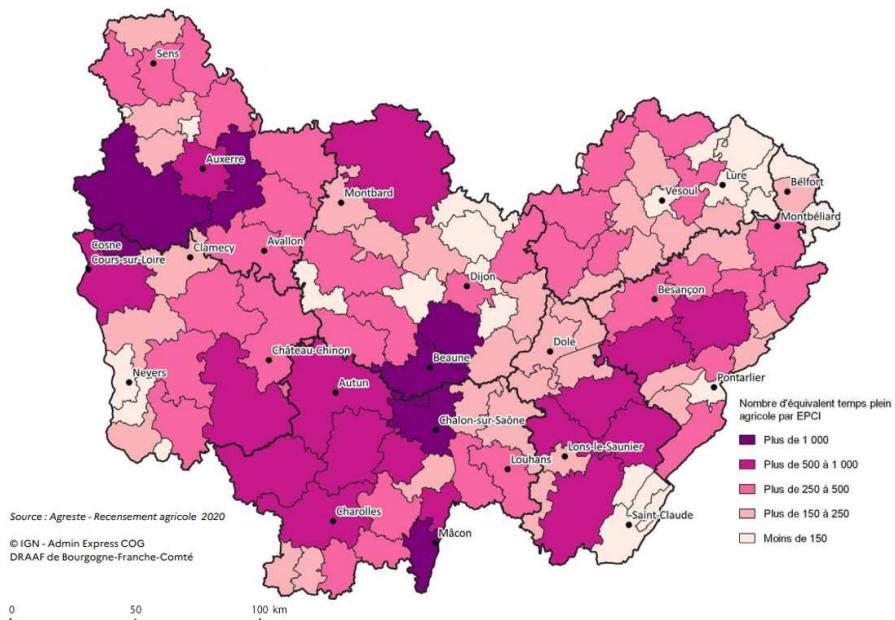 Sens
Auxerre
Montbard
Vesoul
Lure
Belfort
Montbéliard
Cosne
Cours-sur-Loire
Clamecy
Avallon
Dijon
Besançon
Château-Chinon
Beaune
Dole
Nevers
Autun
Pontarlier
Chalon-sur-Saône
Lons-le-Saunier
Louhans
Charolles
Mâcon
Saint-Claude
Nombre d'équivalent temps plein
agricole par EPCI
Plus de 1 000
Plus de 500 à 1 000
Plus de 250 à 500
Plus de 150 à 250
Moins de 150
Source : Agreste - Recensement agricole 2020
© IGN - Admin Express COG
DRAAF de Bourgogne-Franche-Comté
0 50 100 km